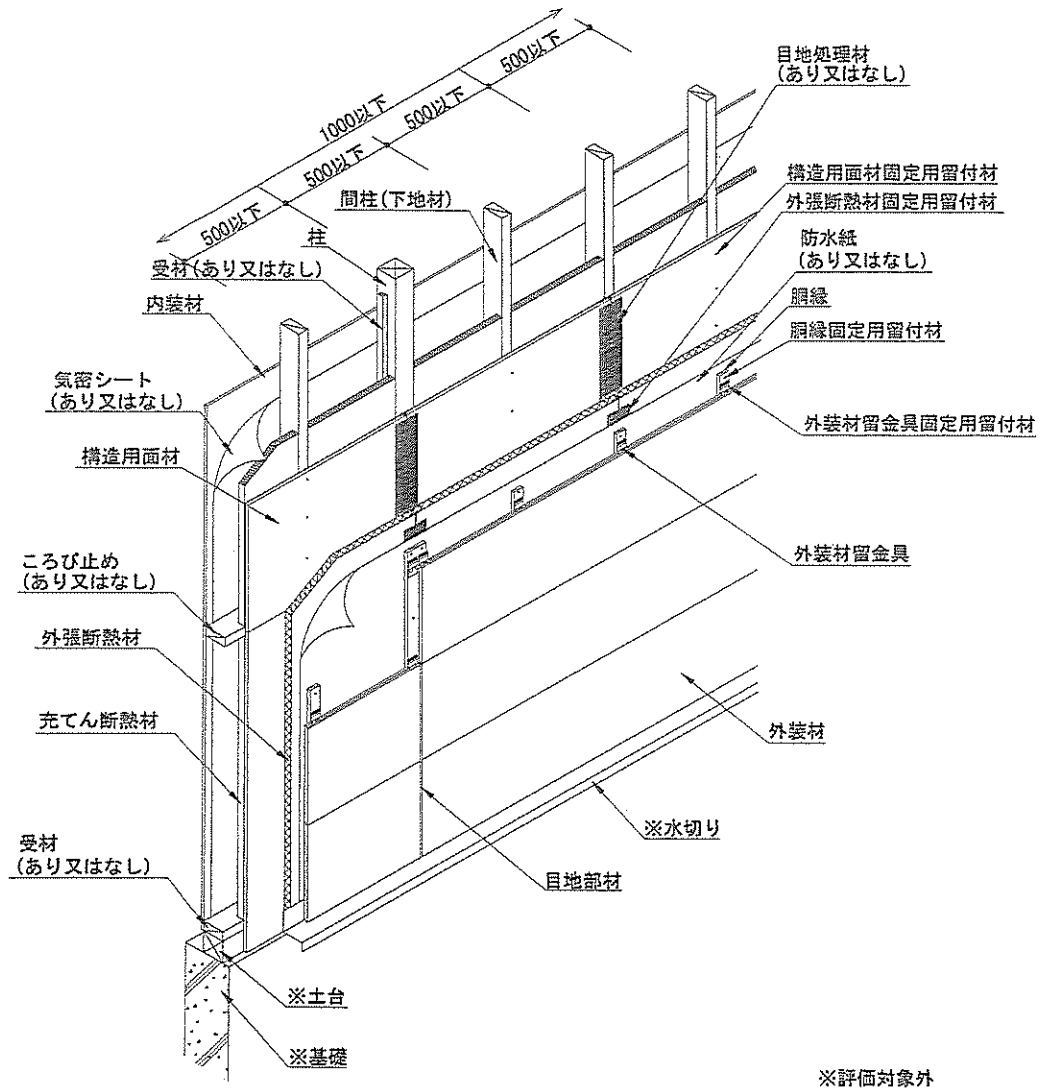 500以下
1000以下
500以下
500以下
500以下
目地処理材
(あり又はなし)
構造用面材固定用留付材
外張断熱材固定用留付材
間柱(下地材)
柱
受材(あり又はなし)
防水紙
(あり又はなし)
内装材
胴縁
胴縁固定用留付材
気密シート
(あり又はなし)
外装材留金具固定用留付材
構造用面材
外装材留金具
ころび止め
(あり又はなし)
外張断熱材
充てん断熱材
外装材
※水切り
受材
(あり又はなし)
目地部材
※土台
※基礎
※評価対象外